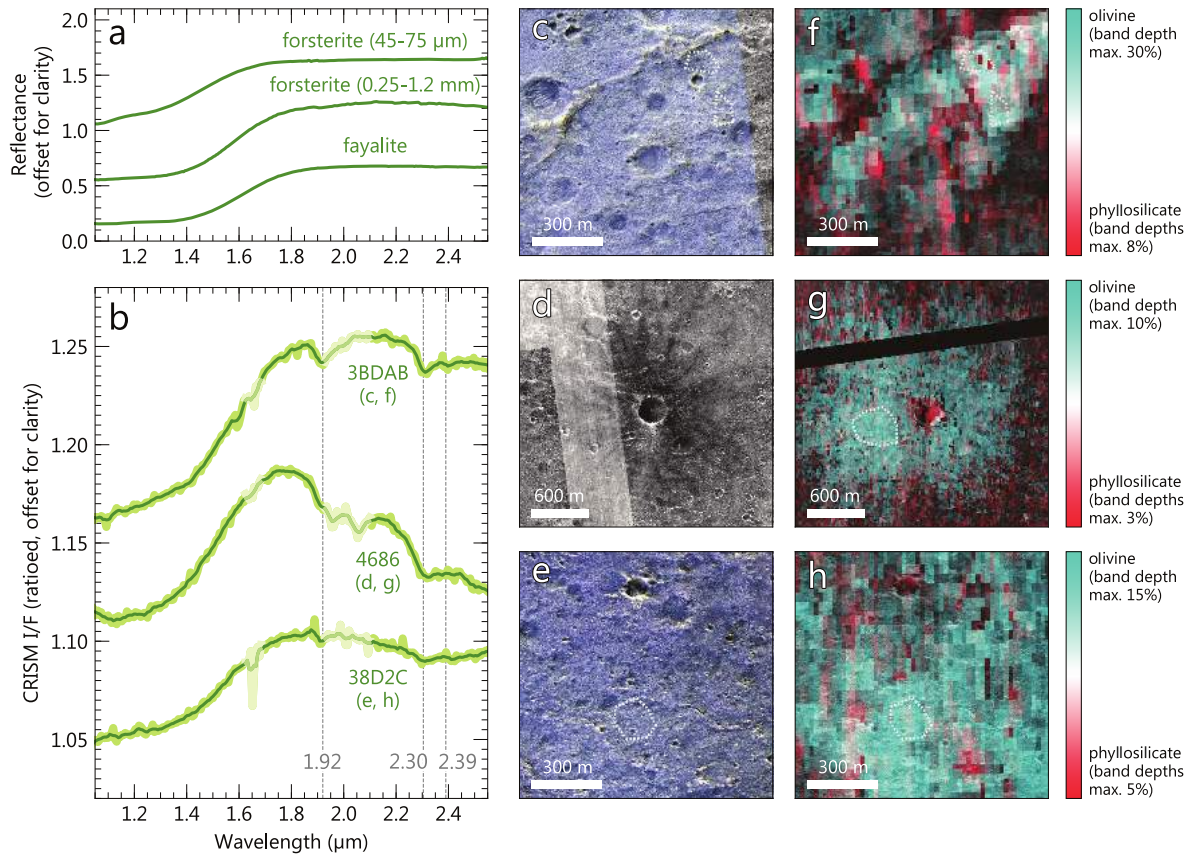 a
2.0
1.5
1.0
0.5
0.0
Reflectance
(offset for clarity)
forsterite (45-75 μm)
forsterite (0.25-1.2 mm)
fayalite
1.2 1.4 1.6 1.8 2.0 2.2 2.4
b
1.25
1.20
1.15
1.10
1.05
CRISM I/F (ratioed, offset for clarity)
3BDAB
(c, f)
4686
(d, g)
38D2C
(e, h)
1.92 2.30 2.39
1.2 1.4 1.6 1.8 2.0 2.2 2.4
Wavelength (μm)
c
300 m
d
600 m
e
300 m
f
300 m
olivine
(band depth
max. 30%)
phyllosilicate
(band depths
max. 8%)
g
600 m
olivine
(band depth
max. 10%)
phyllosilicate
(band depths
max. 3%)
h
300 m
olivine
(band depth
max. 15%)
phyllosilicate
(band depths
max. 5%)